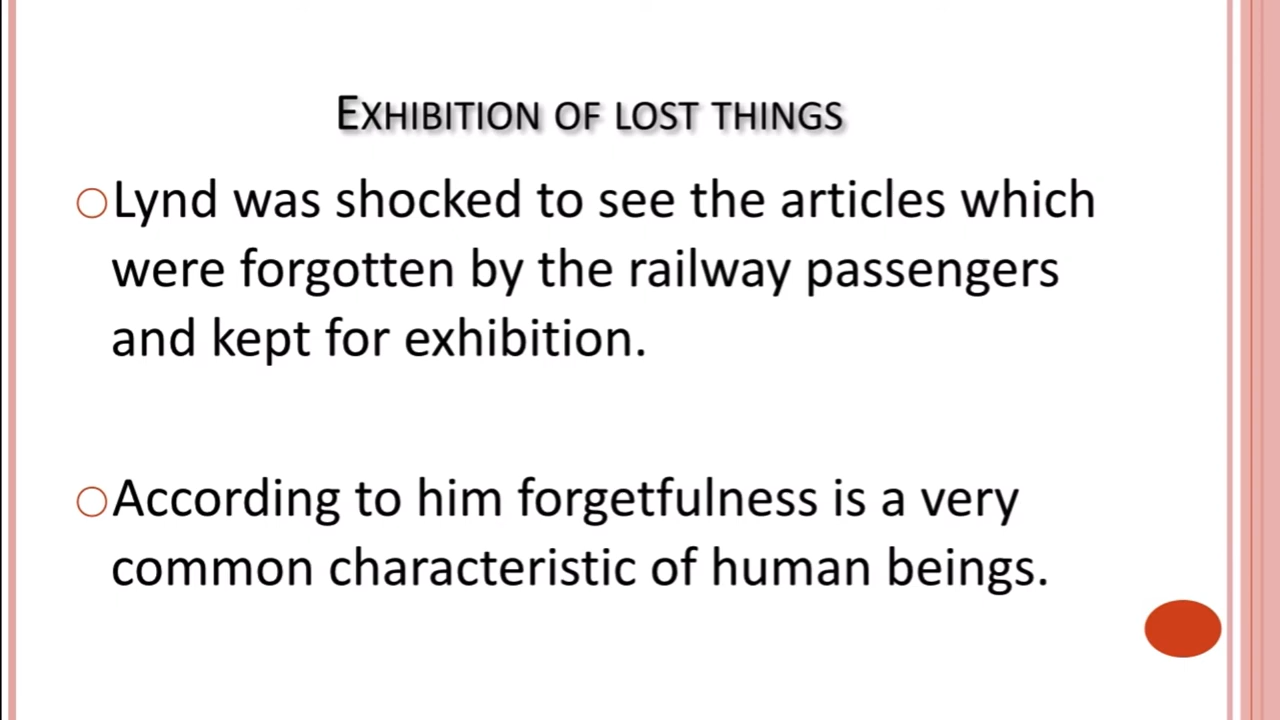 Exhibition of lost things
Lynd was shocked to see the articles which
were forgotten by the railway passengers
and kept for exhibition.
According to him forgetfulness is a very
common characteristic of human beings.